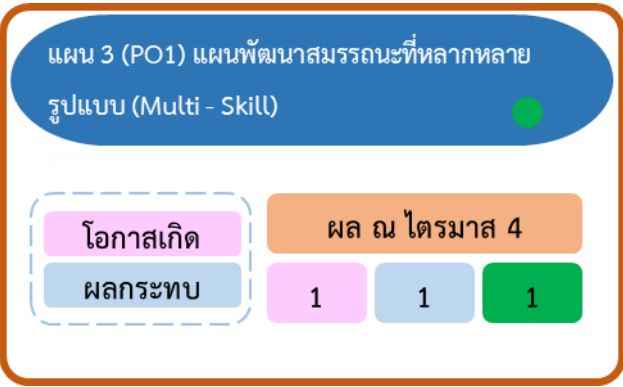 แผน 3 (PO1) แผนพัฒนาสมรรถนะที่หลากหลาย
รูปแบบ (Multi - Skill)
โอกาสเกิด
ผลกระทบ
ผล ณ ไตรมาส 4
1 1 1